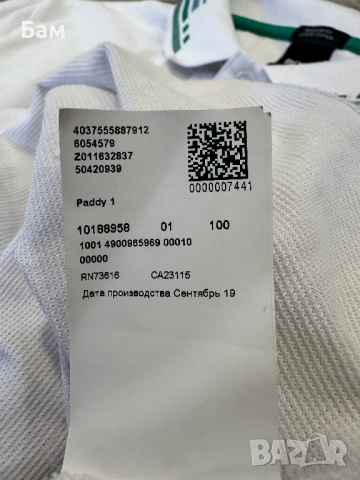 Бам
4037555887912
6054579
Z011632837
50420939
0000007441
Paddy 1
10188958 01 100
1001 4900965969 00010
00000
RN73616 CA23115
Дата производства Сентябрь 19
BAZAR